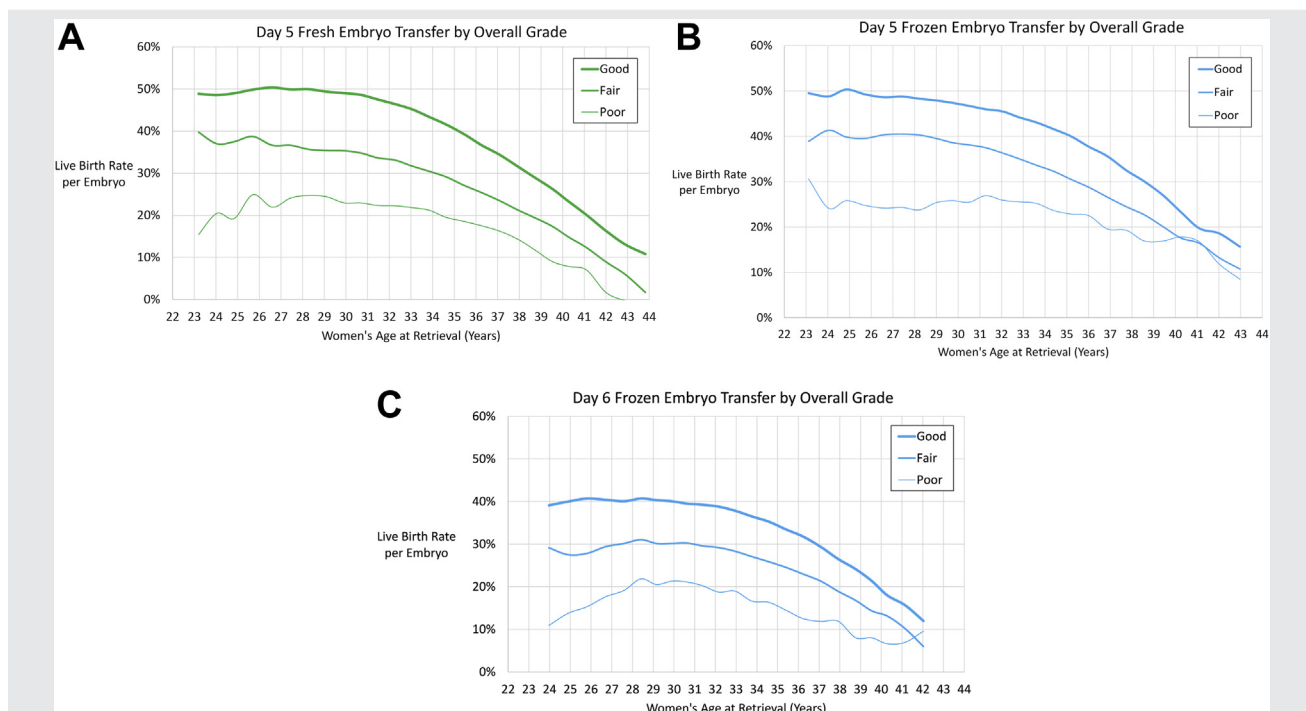 A
Day 5 Fresh Embryo Transfer by Overall Grade
60%
50%
40%
30%
20%
10%
0%
Live Birth Rate
per Embryo
Good
Fair
Poor
22 23 24 25 26 27 28 29 30 31 32 33 34 35 36 37 38 39 40 41 42 43 44
Women's Age at Retrieval (Years)
B
Day 5 Frozen Embryo Transfer by Overall Grade
60%
50%
40%
30%
20%
10%
0%
Live Birth Rate
per Embryo
Good
Fair
Poor
22 23 24 25 26 27 28 29 30 31 32 33 34 35 36 37 38 39 40 41 42 43 44
Women's Age at Retrieval (Years)
C
Day 6 Frozen Embryo Transfer by Overall Grade
60%
50%
40%
30%
20%
10%
0%
Live Birth Rate
per Embryo
Good
Fair
Poor
22 23 24 25 26 27 28 29 30 31 32 33 34 35 36 37 38 39 40 41 42 43 44
Women's Age at Retrieval (Years)